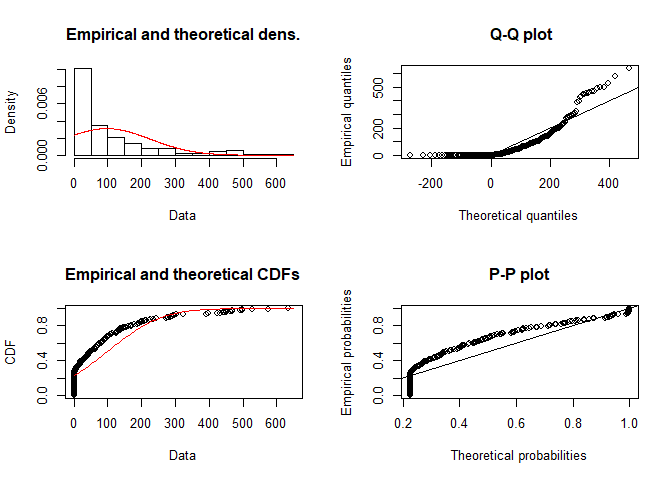 Empirical and theoretical dens.
Density
0.000
0.006
0 100 200 300 400 500 600
Data
Q-Q plot
Empirical quantiles
0 200 500
-200 0 200 400
Theoretical quantiles
Empirical and theoretical CDFs
CDF
0.0 0.4 0.8
0 100 200 300 400 500 600
Data
P-P plot
Empirical probabilities
0.0 0.4 0.8
0.2 0.4 0.6 0.8 1.0
Theoretical probabilities